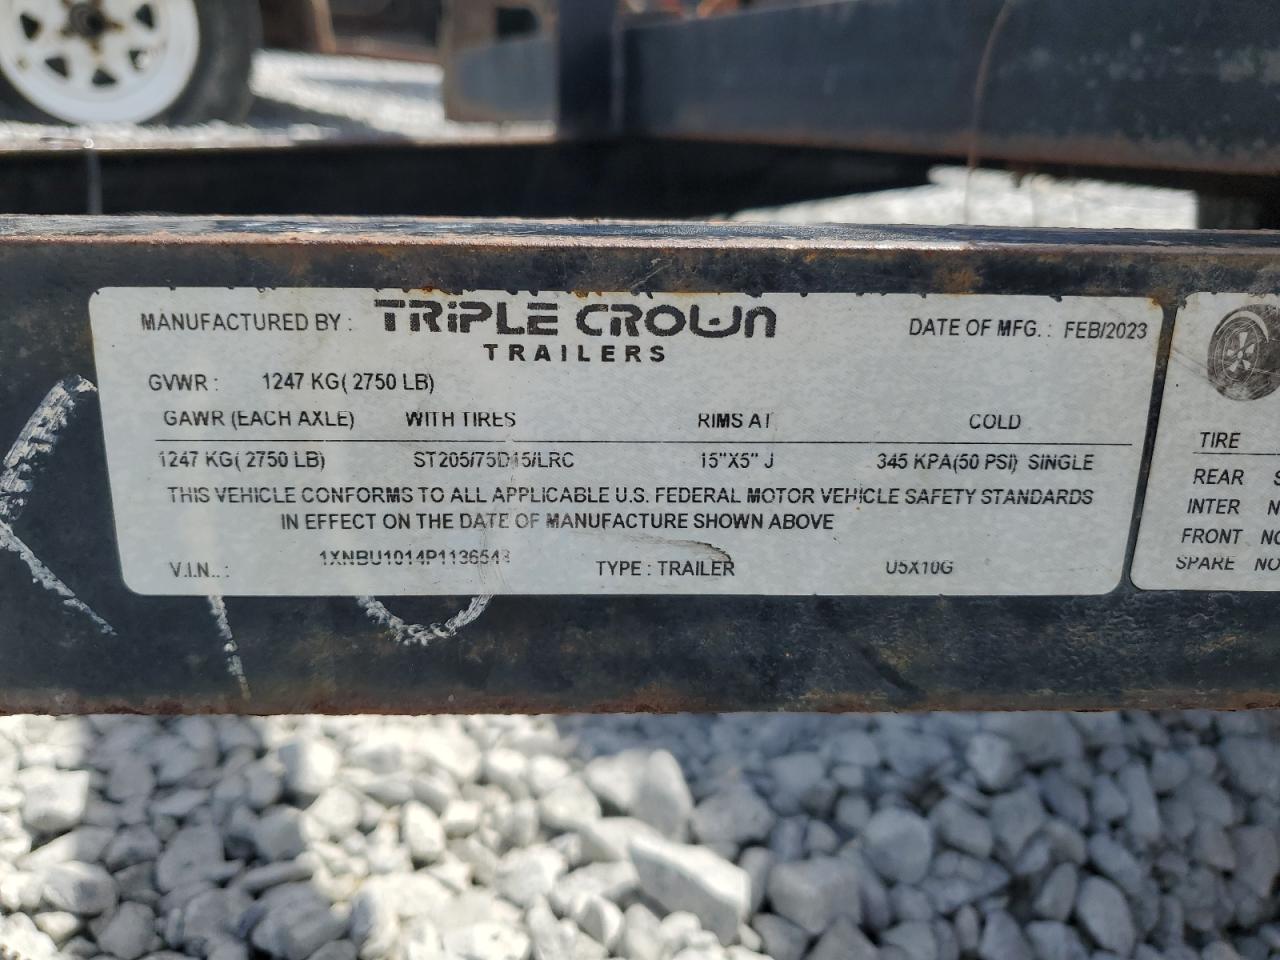 MANUFACTURED BY : TRIPLE CROWN TRAILERS DATE OF MFG. : FEB/2023
GVWR : 1247 KG( 2750 LB)
GAWR (EACH AXLE) WITH TIRES RIMS AT COLD
1247 KG( 2750 LB) ST205/75D15/LRC 15"X5" J 345 KPA(50 PSI) SINGLE
THIS VEHICLE CONFORMS TO ALL APPLICABLE U.S. FEDERAL MOTOR VEHICLE SAFETY STANDARDS
IN EFFECT ON THE DATE OF MANUFACTURE SHOWN ABOVE
V.I.N.. : 1XNBU1014P1136543 TYPE : TRAILER U5X10G
TIRE
REAR
INTER
FRONT
SPARE